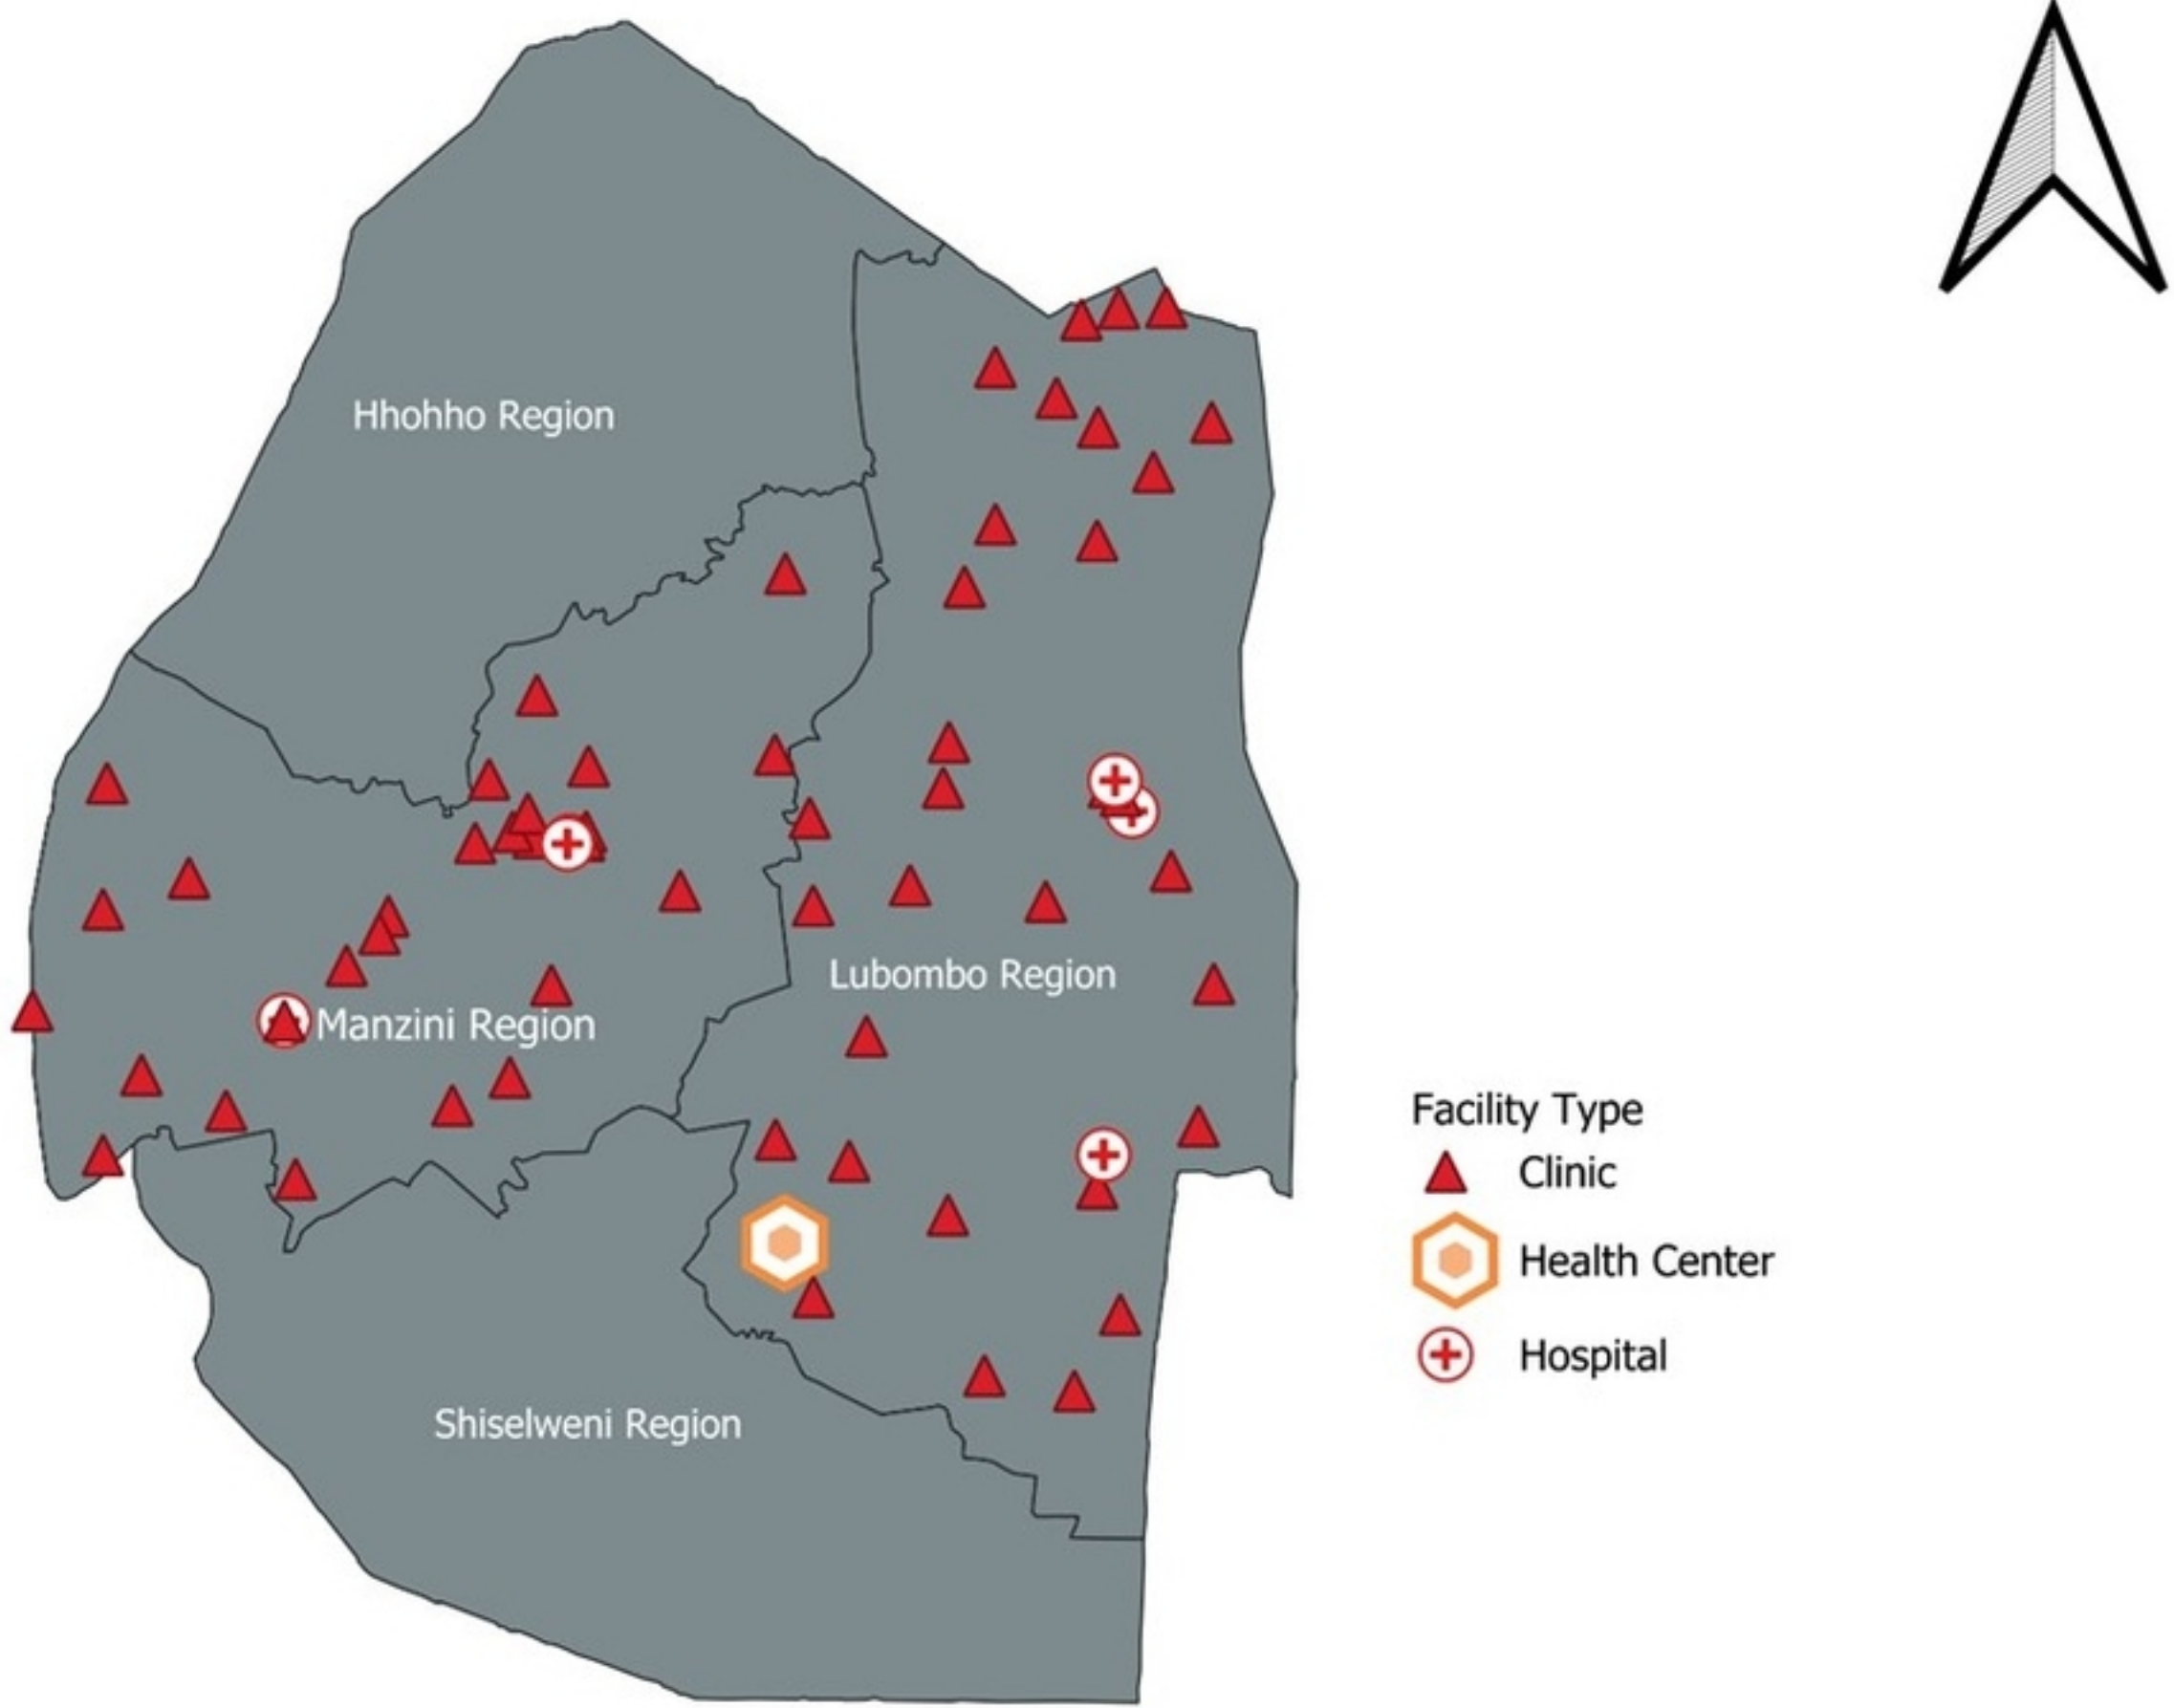 Hhohho Region
Lubombo Region
Manzini Region
Facility Type
Clinic
Health Center
Hospital
Shiselweni Region